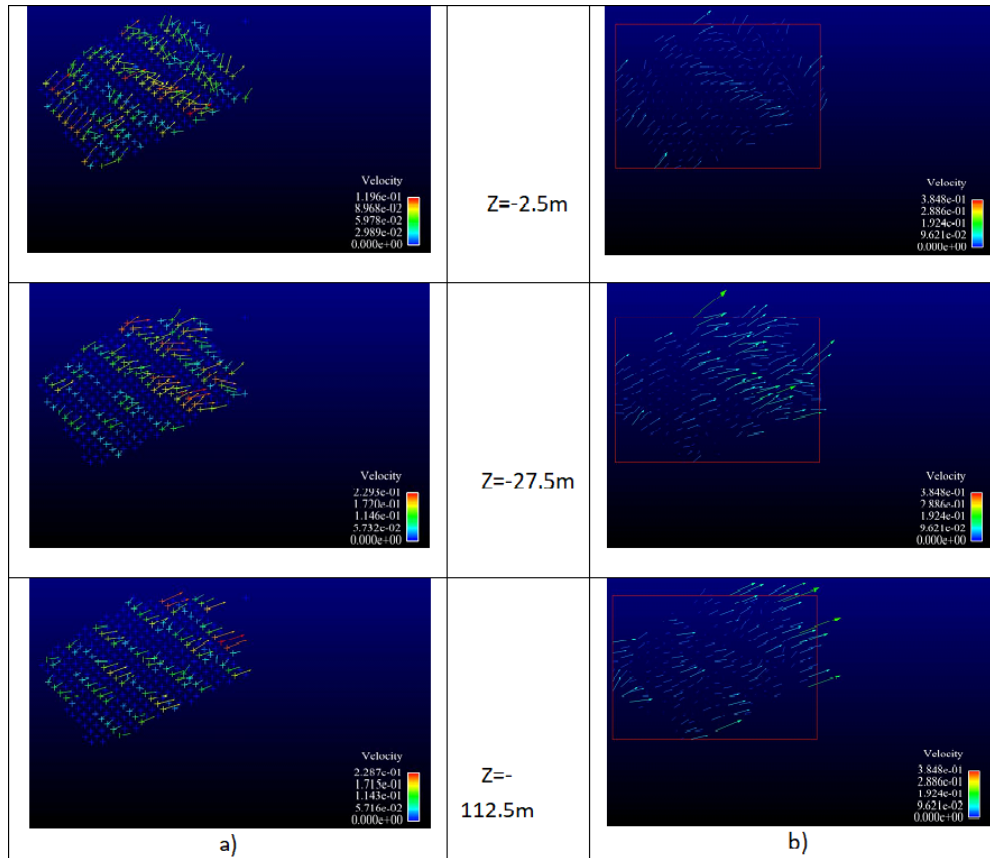 Velocity
1.196e-01
8.968e-02
5.978e-02
2.989e-02
0.000e+00
Z=-2.5m
Velocity
3.848e-01
2.886e-01
1.924e-01
9.621e-02
0.000e+00
Velocity
2.293e-01
1.720e-01
1.146e-01
5.732e-02
0.000e+00
Z=-27.5m
Velocity
3.848e-01
2.886e-01
1.924e-01
9.621e-02
0.000e+00
Velocity
2.287e-01
1.715e-01
1.143e-01
5.716e-02
0.000e+00
Z=-
112.5m
Velocity
3.848e-01
2.886e-01
1.924e-01
9.621e-02
0.000e+00
a)
b)